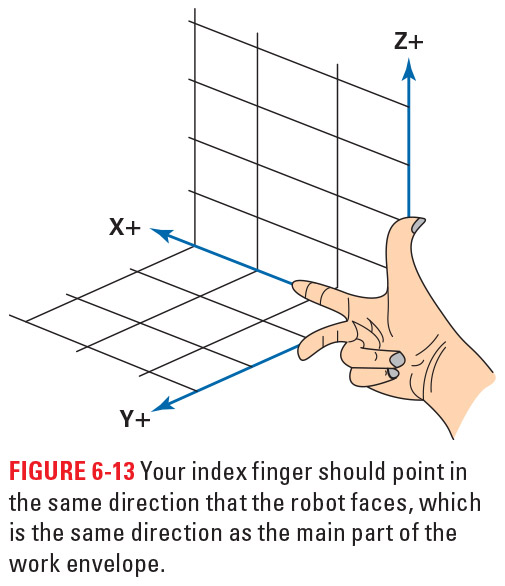 Z+
X+
Y+
FIGURE 6-13 Your index finger should point in
the same direction that the robot faces, which
is the same direction as the main part of the
work envelope.